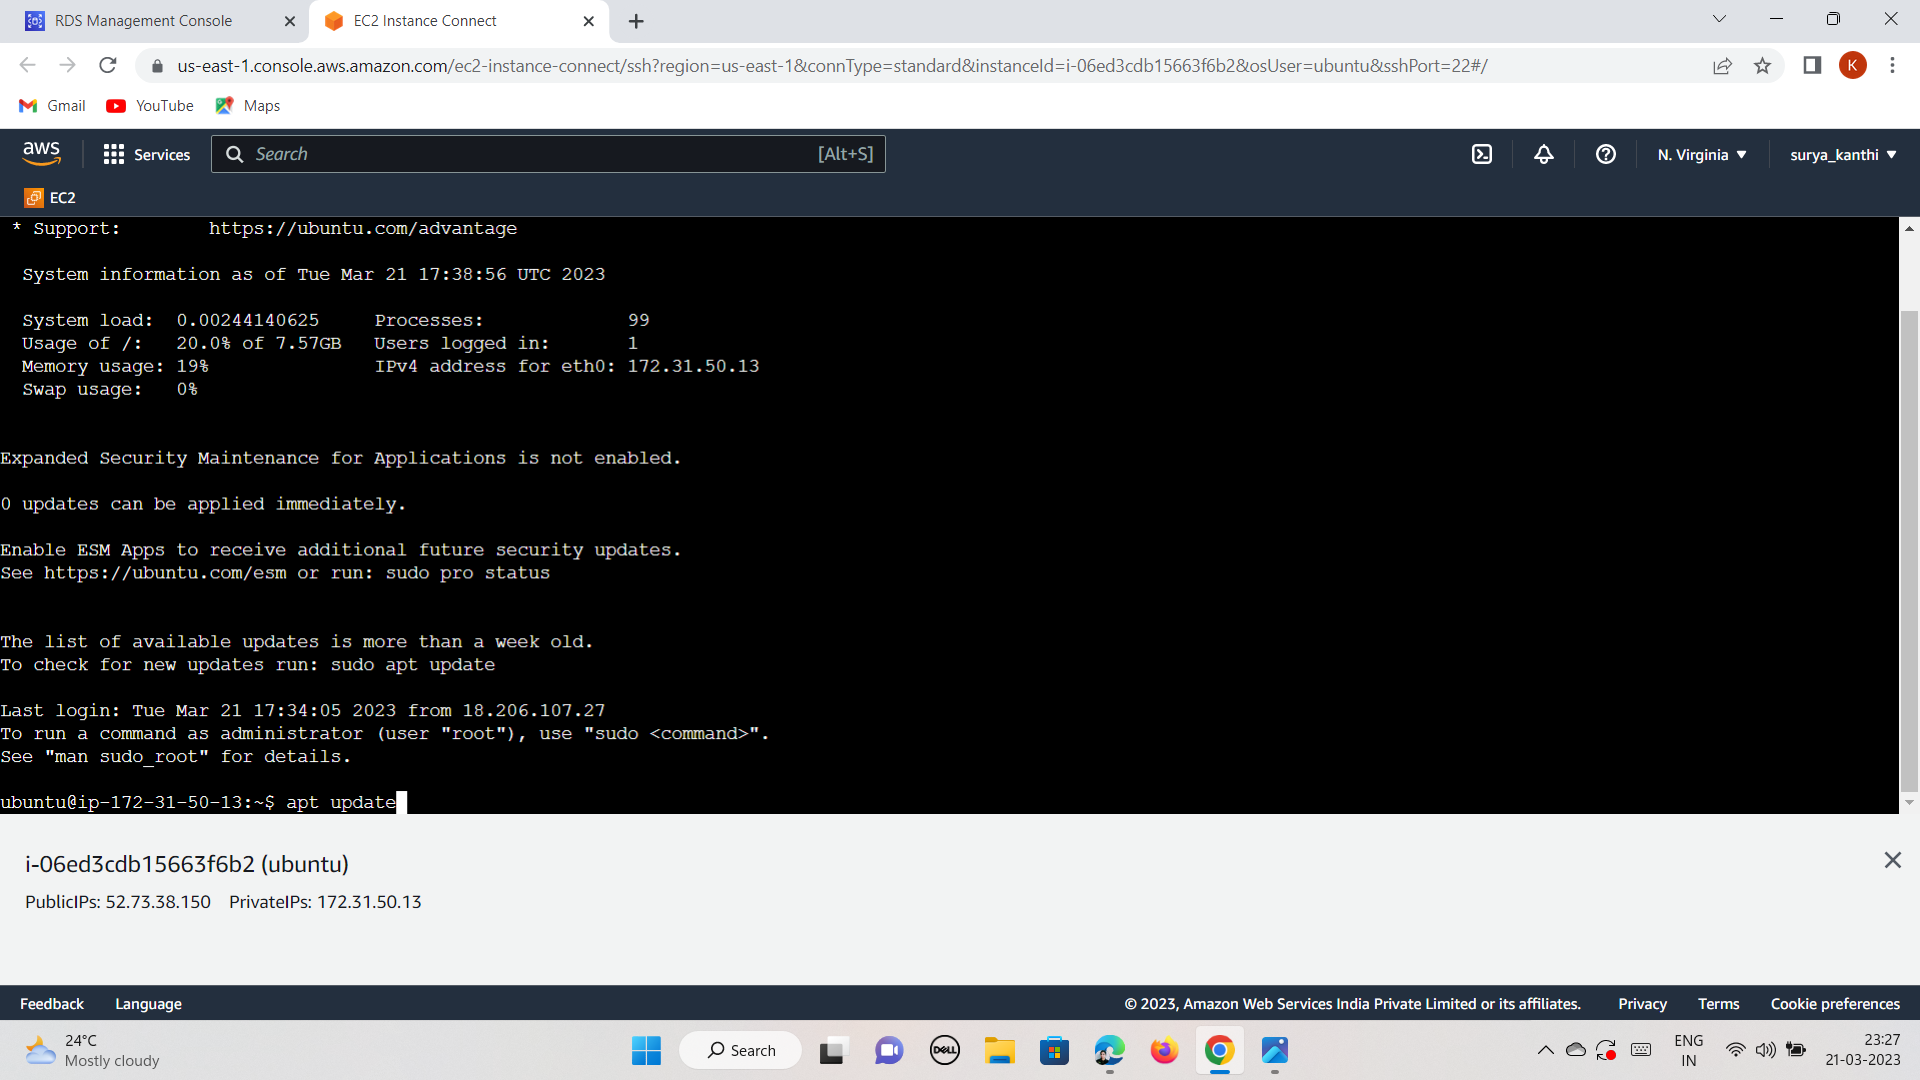 RDS Management Console
EC2 Instance Connect
us-east-1.console.aws.amazon.com/ec2-instance-connect/ssh?region=us-east-1&connType=standard&instanceId=i-06ed3cdb15663f6b2&osUser=ubuntu&sshPort=22#/
K
Gmail YouTube Maps
aws Services Search [Alt+S] N. Virginia surya_kanthi
EC2
* Support: https://ubuntu.com/advantage
System information as of Tue Mar 21 17:38:56 UTC 2023
System load: 0.00244140625 Processes: 99
Usage of /: 20.0% of 7.57GB Users logged in: 1
Memory usage: 19% IPv4 address for eth0: 172.31.50.13
Swap usage: 0%
Expanded Security Maintenance for Applications is not enabled.
0 updates can be applied immediately.
Enable ESM Apps to receive additional future security updates.
See https://ubuntu.com/esm or run: sudo pro status
The list of available updates is more than a week old.
To check for new updates run: sudo apt update
Last login: Tue Mar 21 17:34:05 2023 from 18.206.107.27
To run a command as administrator (user "root"), use "sudo <command>".
See "man sudo_root" for details.
ubuntu@ip-172-31-50-13:~$ apt update
i-06ed3cdb15663f6b2 (ubuntu)
PublicIPs: 52.73.38.150 PrivateIPs: 172.31.50.13
Feedback Language © 2023, Amazon Web Services India Private Limited or its affiliates. Privacy Terms Cookie preferences
24°C
Mostly cloudy
Search
DELL
ENG
IN
23:27
21-03-2023